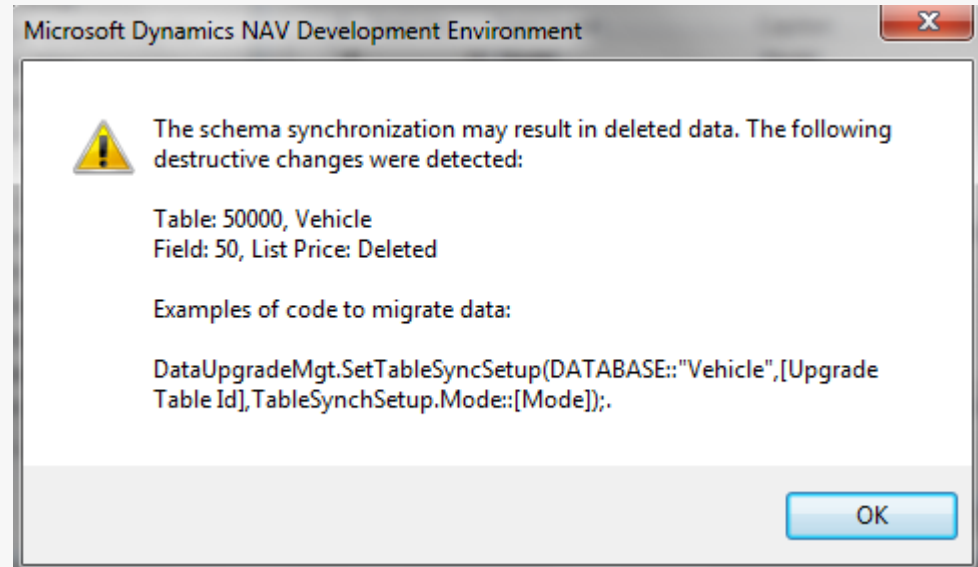 Microsoft Dynamics NAV Development Environment
The schema synchronization may result in deleted data. The following
destructive changes were detected:
Table: 50000, Vehicle
Field: 50, List Price: Deleted
Examples of code to migrate data:
DataUpgradeMgt.SetTableSyncSetup(DATABASE::"Vehicle",[Upgrade
Table Id],TableSynchSetup.Mode::[Mode]);.
OK